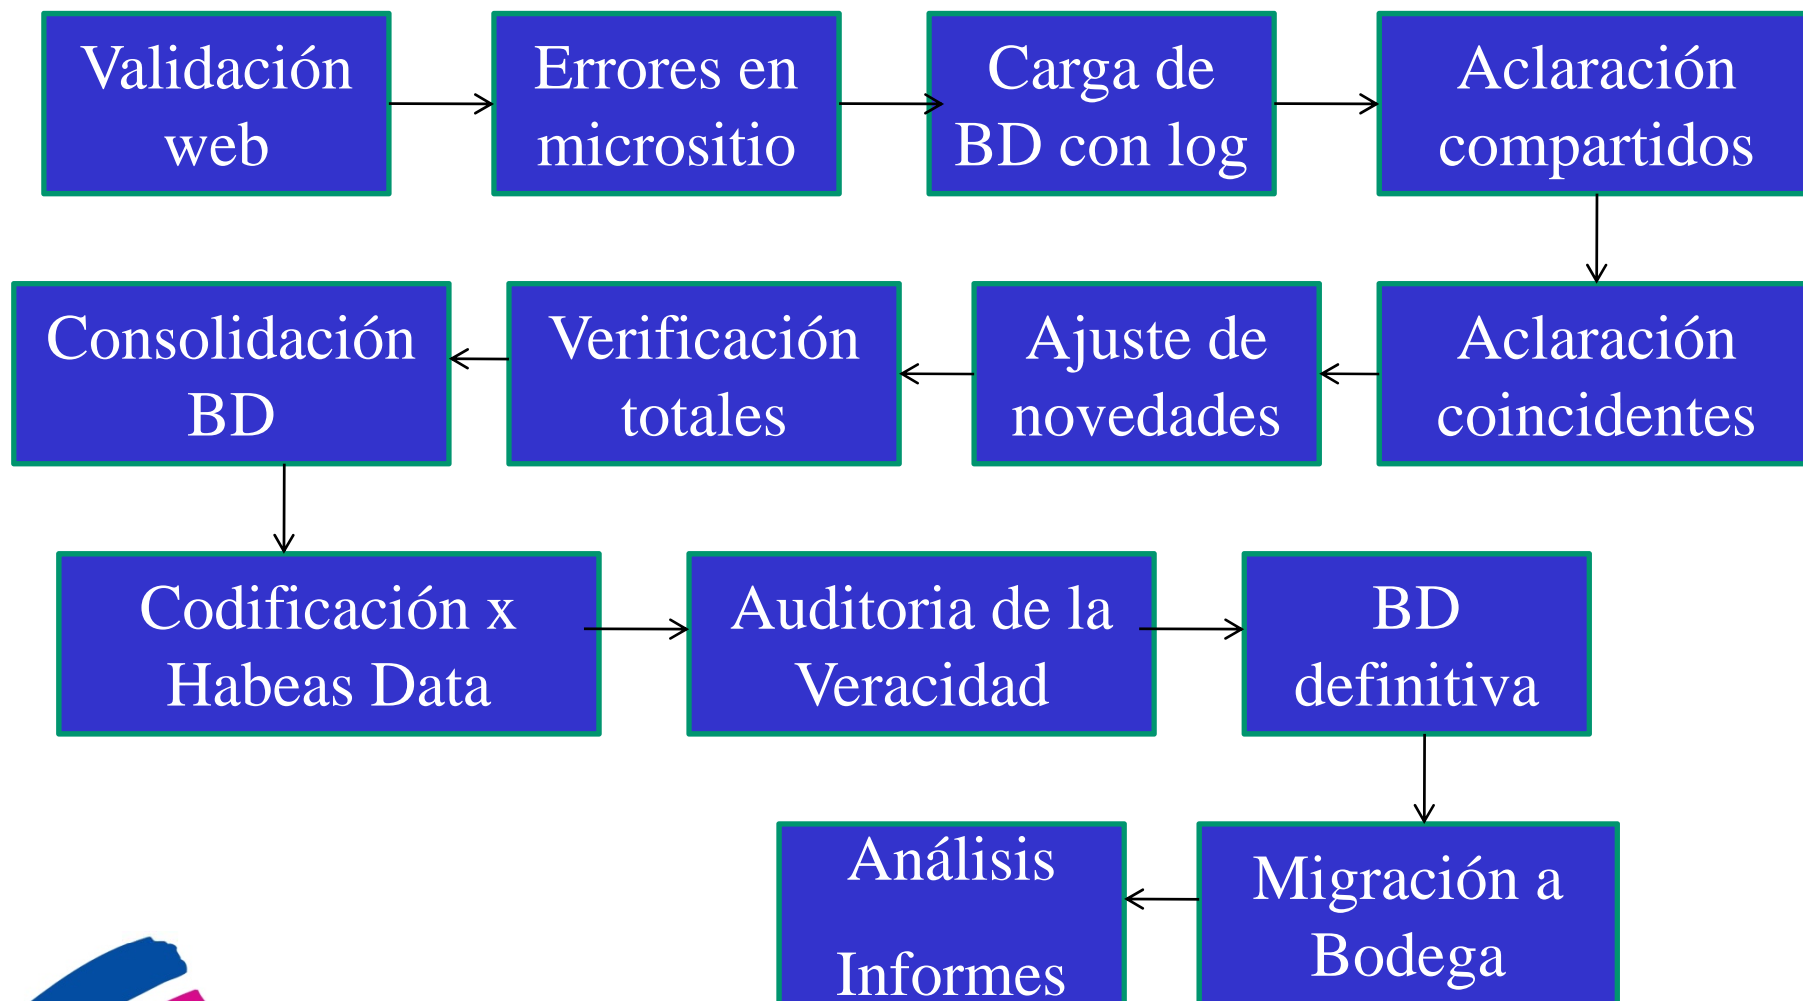 Validación
web
Errores en
micrositio
Carga de
BD con log
Aclaración
compartidos
Aclaración
coincidentes
Ajuste de
novedades
Verificación
totales
Consolidación
BD
Codificación x
Habeas Data
Auditoria de la
Veracidad
BD
definitiva
Migración a
Bodega
Análisis
Informes